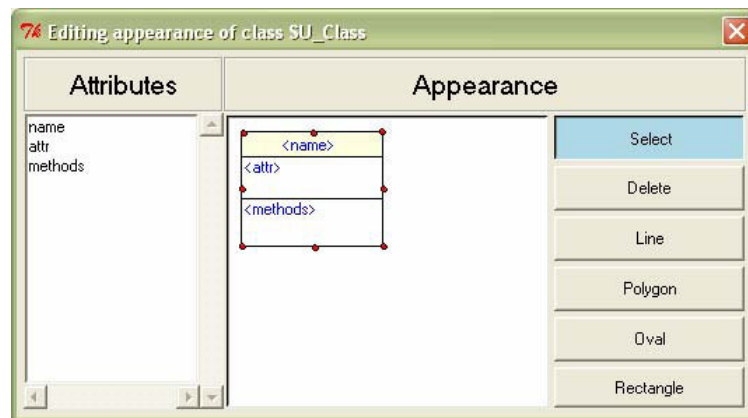 7% Editing appearance of class SU_Class
Attributes
Appearance
name
attr
methods
<name>
<attr>
<methods>
Select
Delete
Line
Polygon
Oval
Rectangle